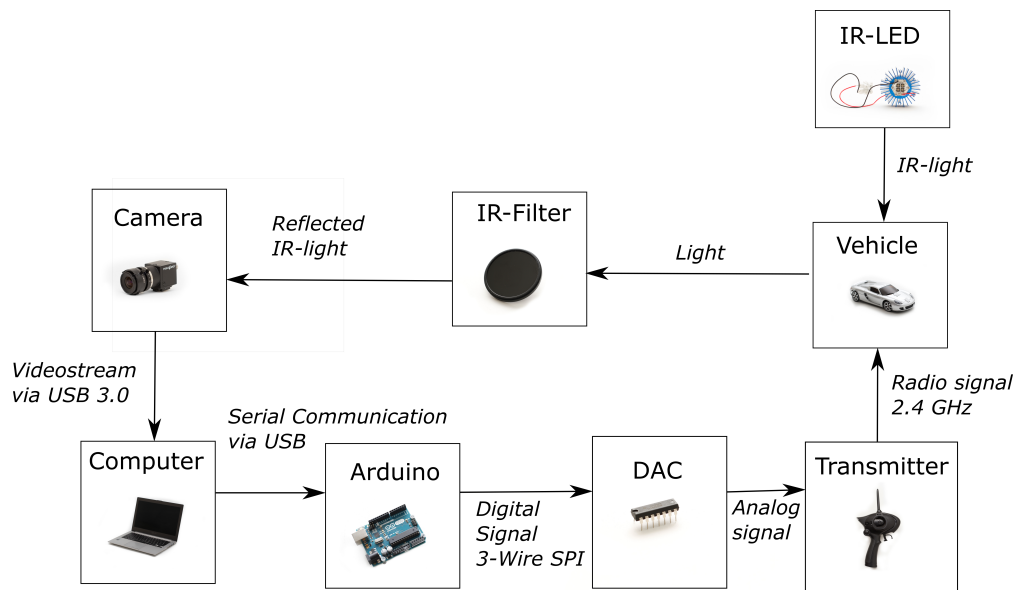 IR-LED
IR-light
Camera
Reflected
IR-light
IR-Filter
Light
Vehicle
Videostream
via USB 3.0
Radio signal
2.4 GHz
Serial Communication
via USB
Computer
Arduino
Digital
Signal
3-Wire SPI
DAC
Analog
signal
Transmitter